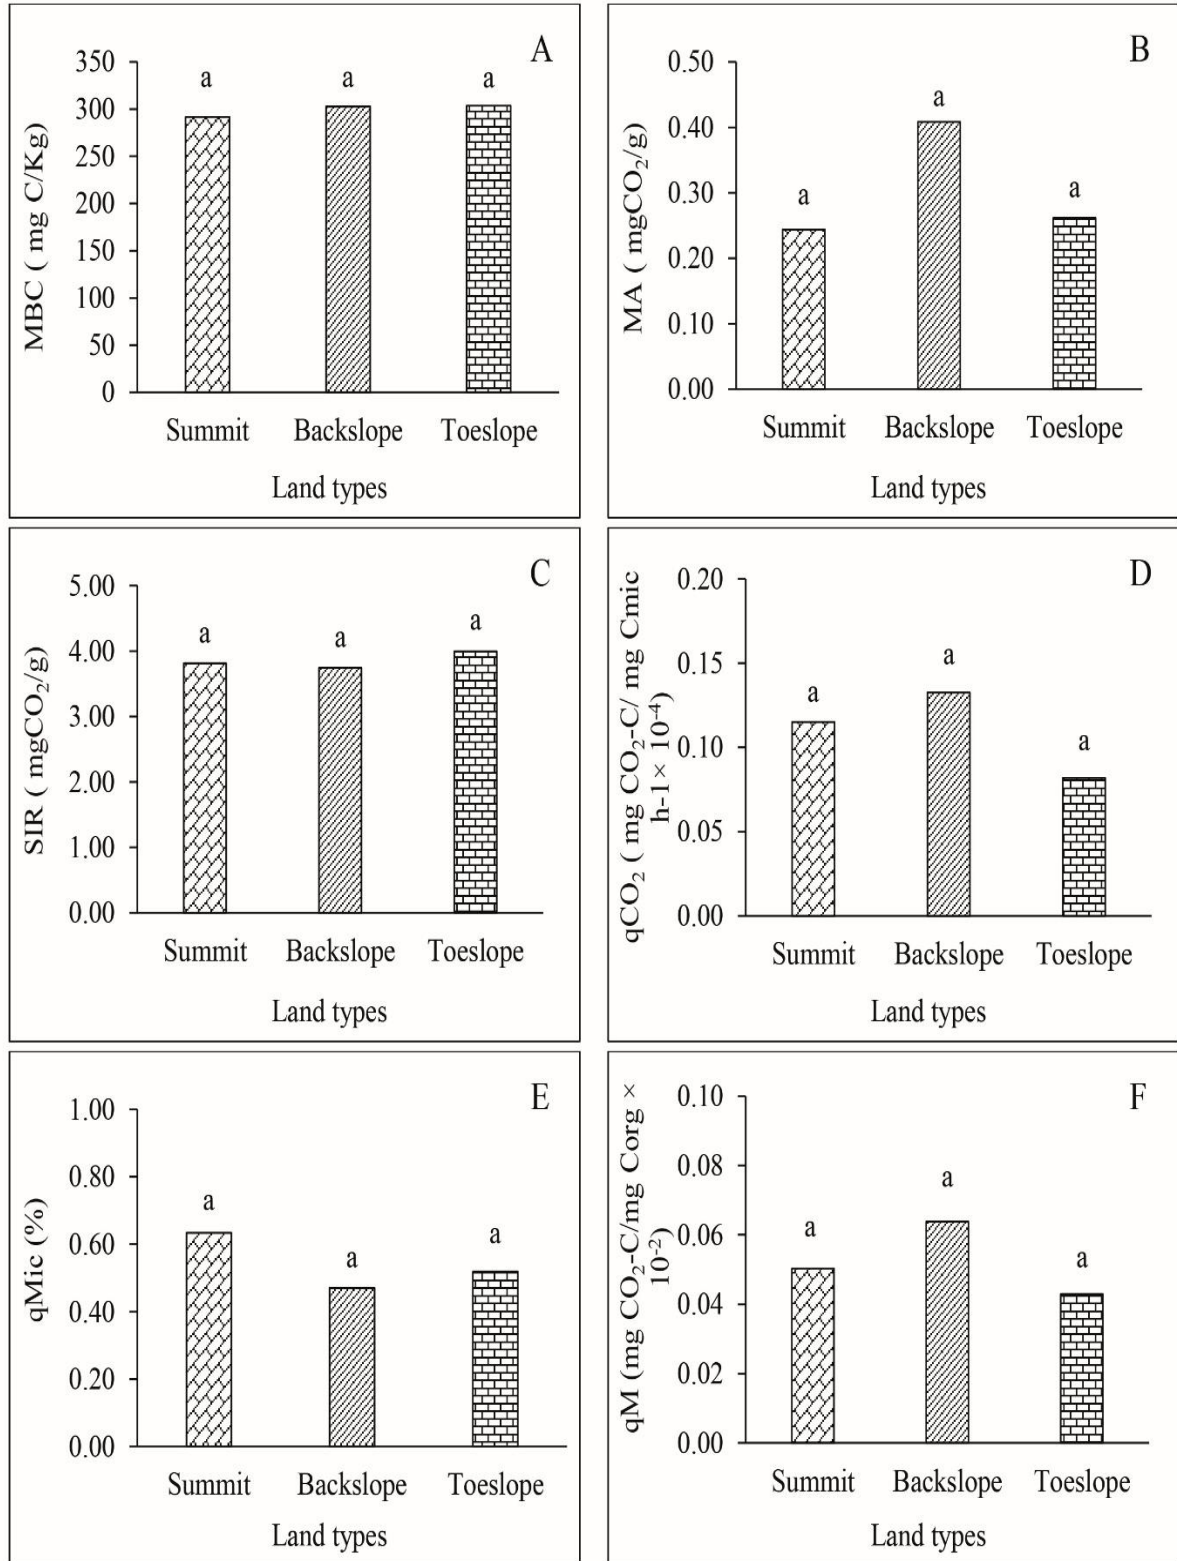 A
MBC ( mg C/Kg)
350
300
250
200
150
100
50
0
a
a
a
Summit
Backslope
Toeslope
Land types
B
MA ( mgCO₂/g)
0.50
0.40
0.30
0.20
0.10
0.00
a
a
a
Summit
Backslope
Toeslope
Land types
C
SIR ( mgCO₂/g)
5.00
4.00
3.00
2.00
1.00
0.00
a
a
a
Summit
Backslope
Toeslope
Land types
D
qCO₂ ( mg CO₂-C/ mg Cmic
h-1× 10⁻⁴)
0.20
0.15
0.10
0.05
0.00
a
a
a
Summit
Backslope
Toeslope
Land types
E
qMic (%)
1.00
0.80
0.60
0.40
0.20
0.00
a
a
a
Summit
Backslope
Toeslope
Land types
F
qM (mg CO₂-C/mg Corg ×
10⁻²)
0.10
0.08
0.06
0.04
0.02
0.00
a
a
a
Summit
Backslope
Toeslope
Land types